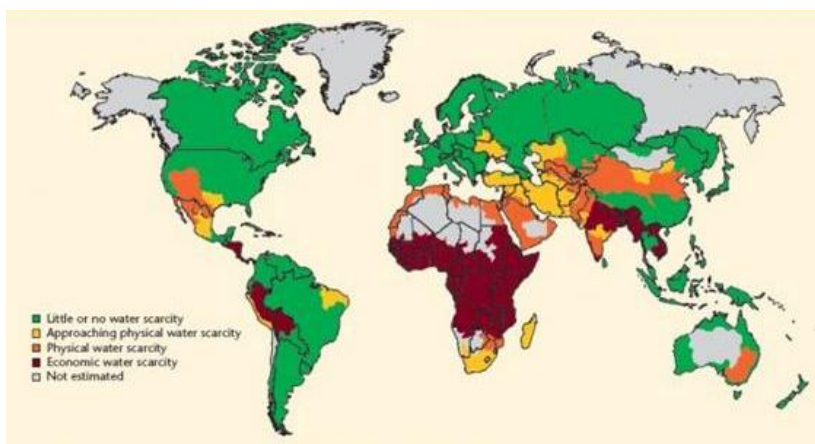 Little or no water scarcity
Approaching physical water scarcity
Physical water scarcity
Economic water scarcity
Not estimated